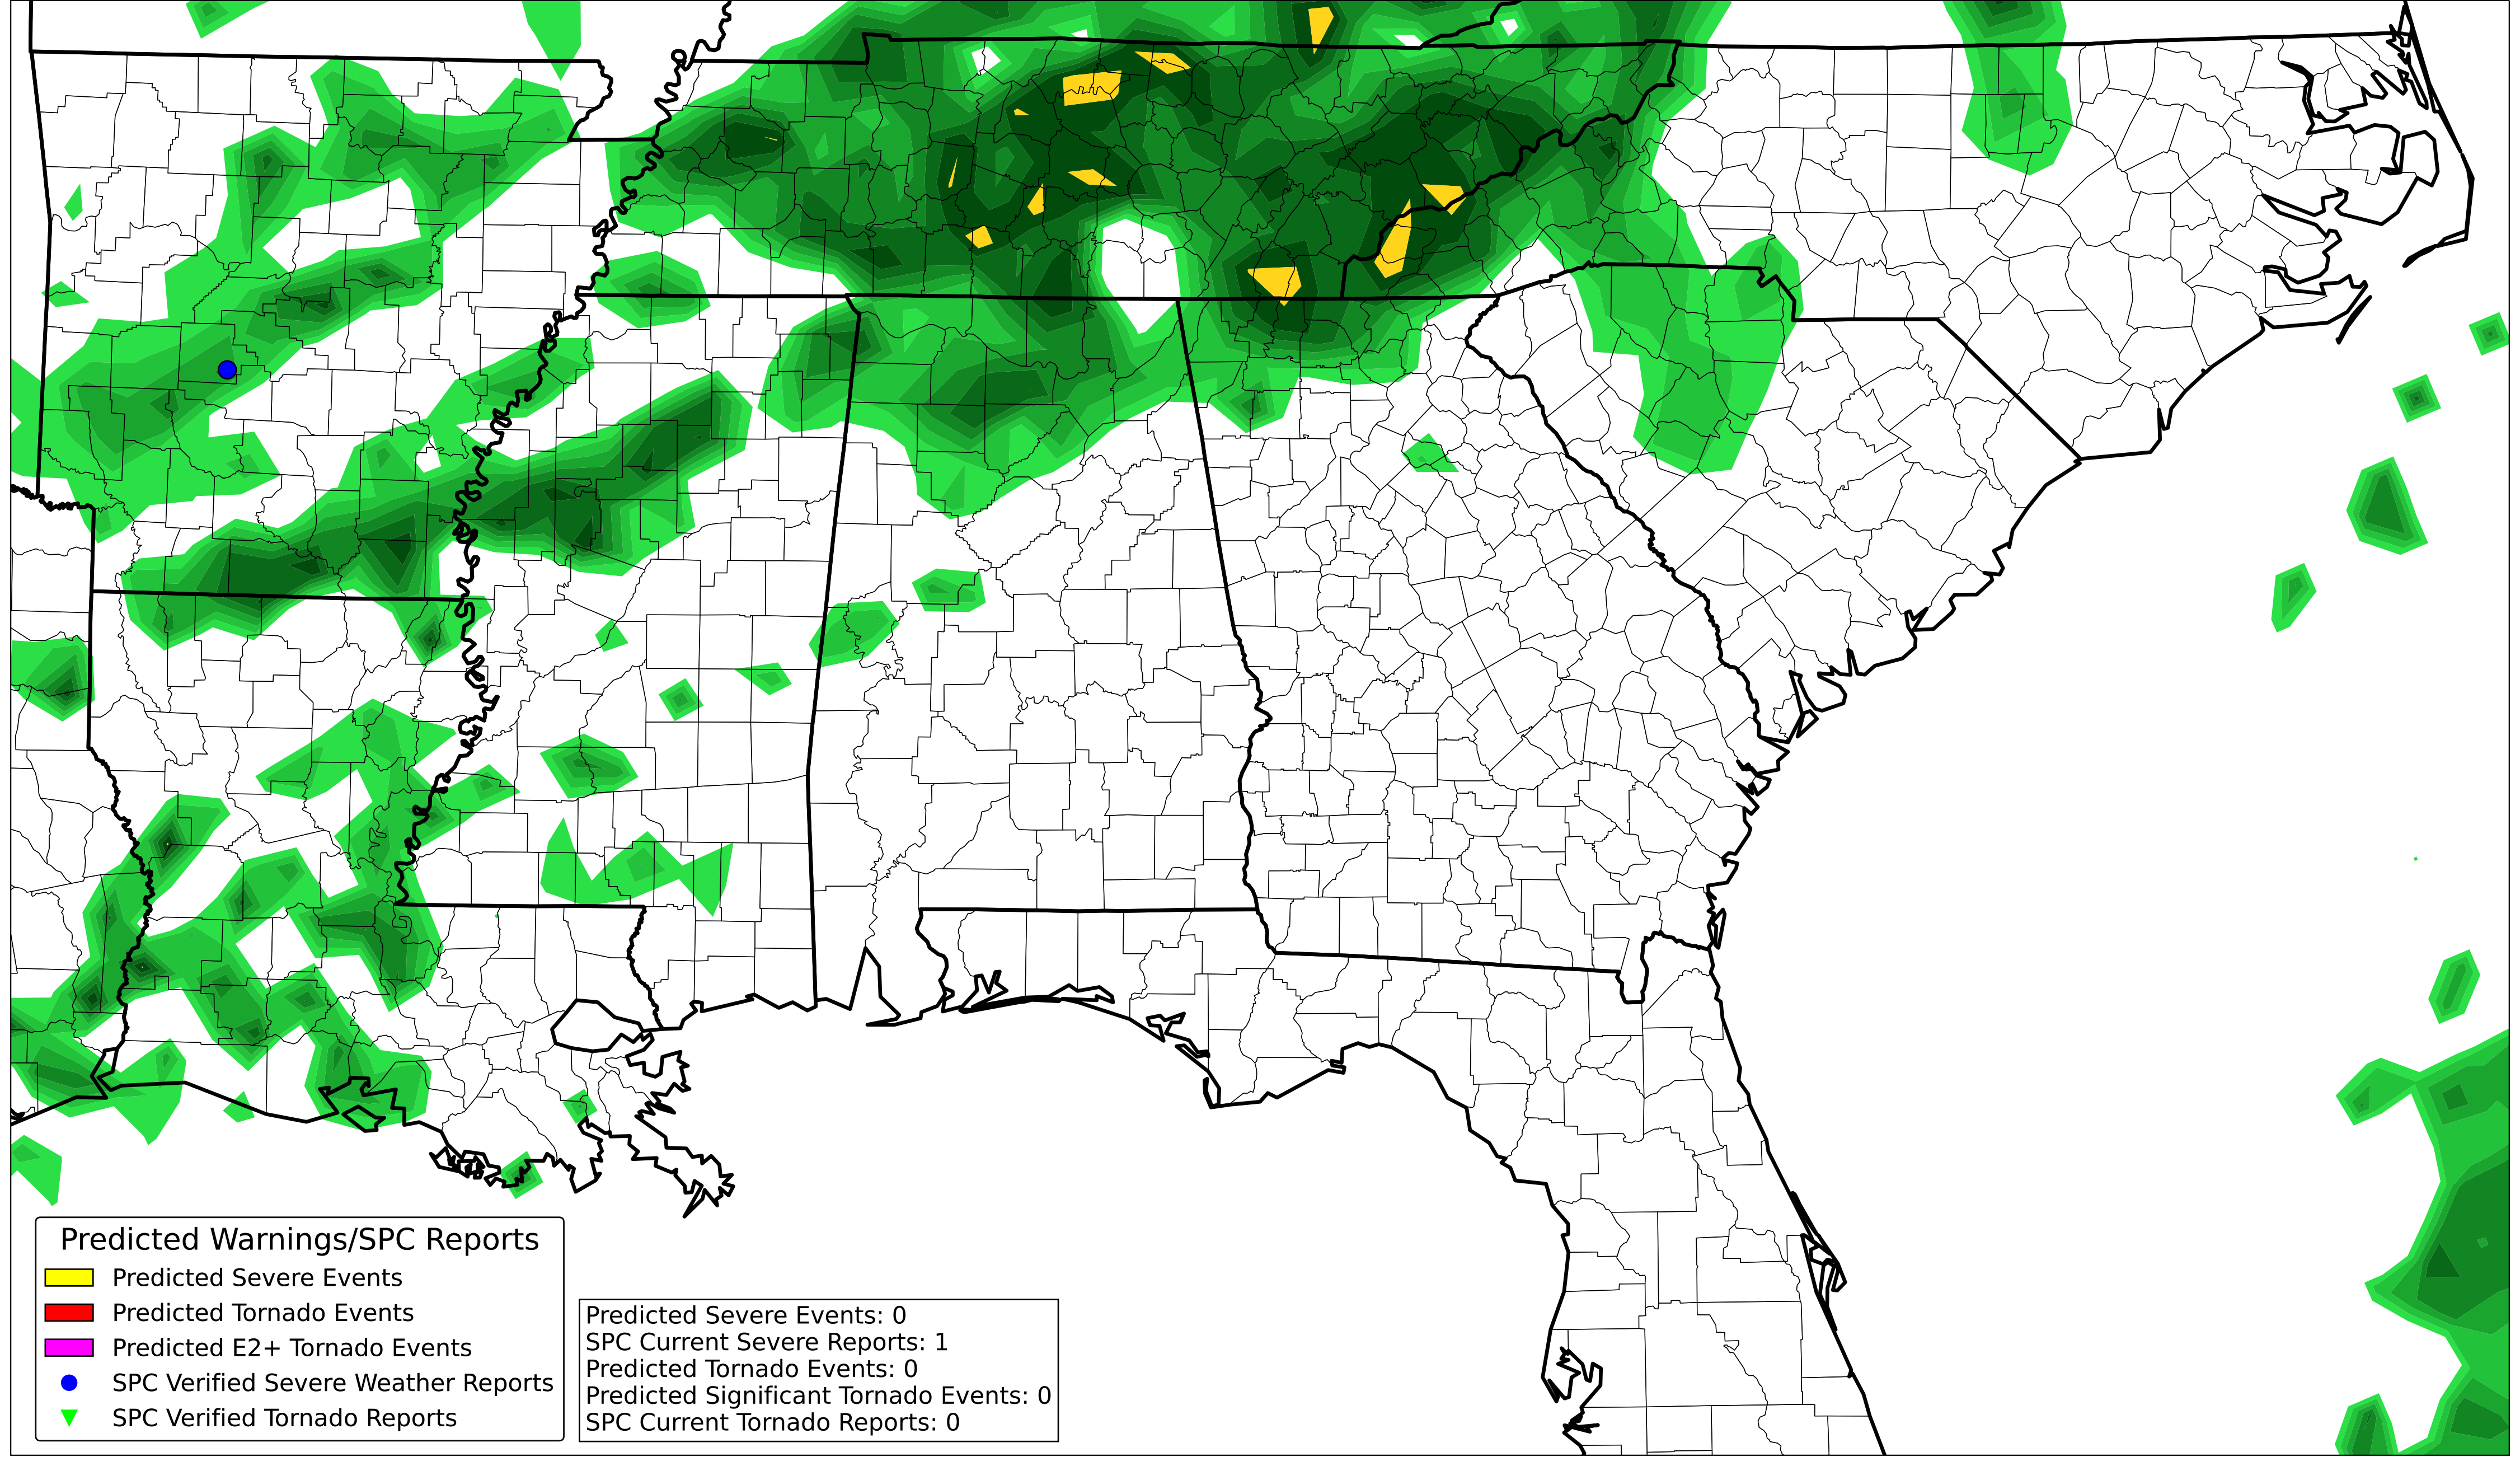 Predicted Warnings/SPC Reports
Predicted Severe Events
Predicted Tornado Events
Predicted E2+ Tornado Events
SPC Verified Severe Weather Reports
SPC Verified Tornado Reports
Predicted Severe Events: 0
SPC Current Severe Reports: 1
Predicted Tornado Events: 0
Predicted Significant Tornado Events: 0
SPC Current Tornado Reports: 0